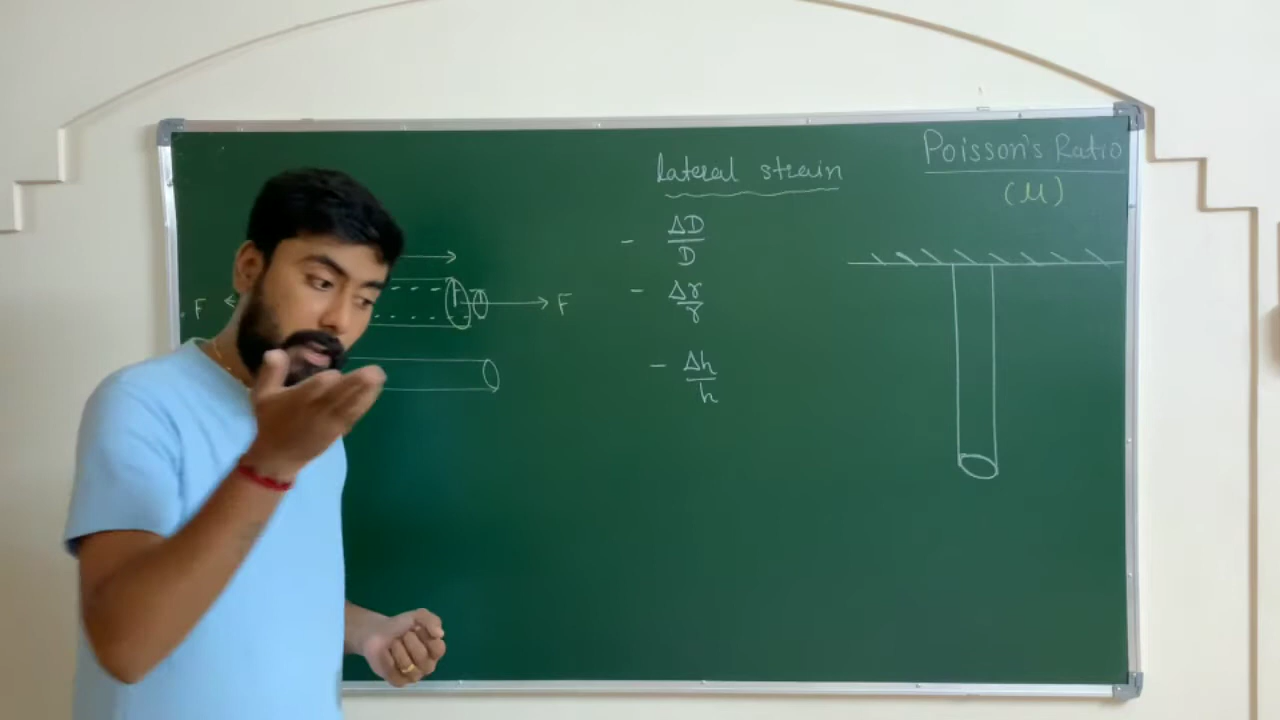 Poisson's Ratio
(μ)
Lateral strain
- ΔD/D
- Δr/r
- Δh/h
F F